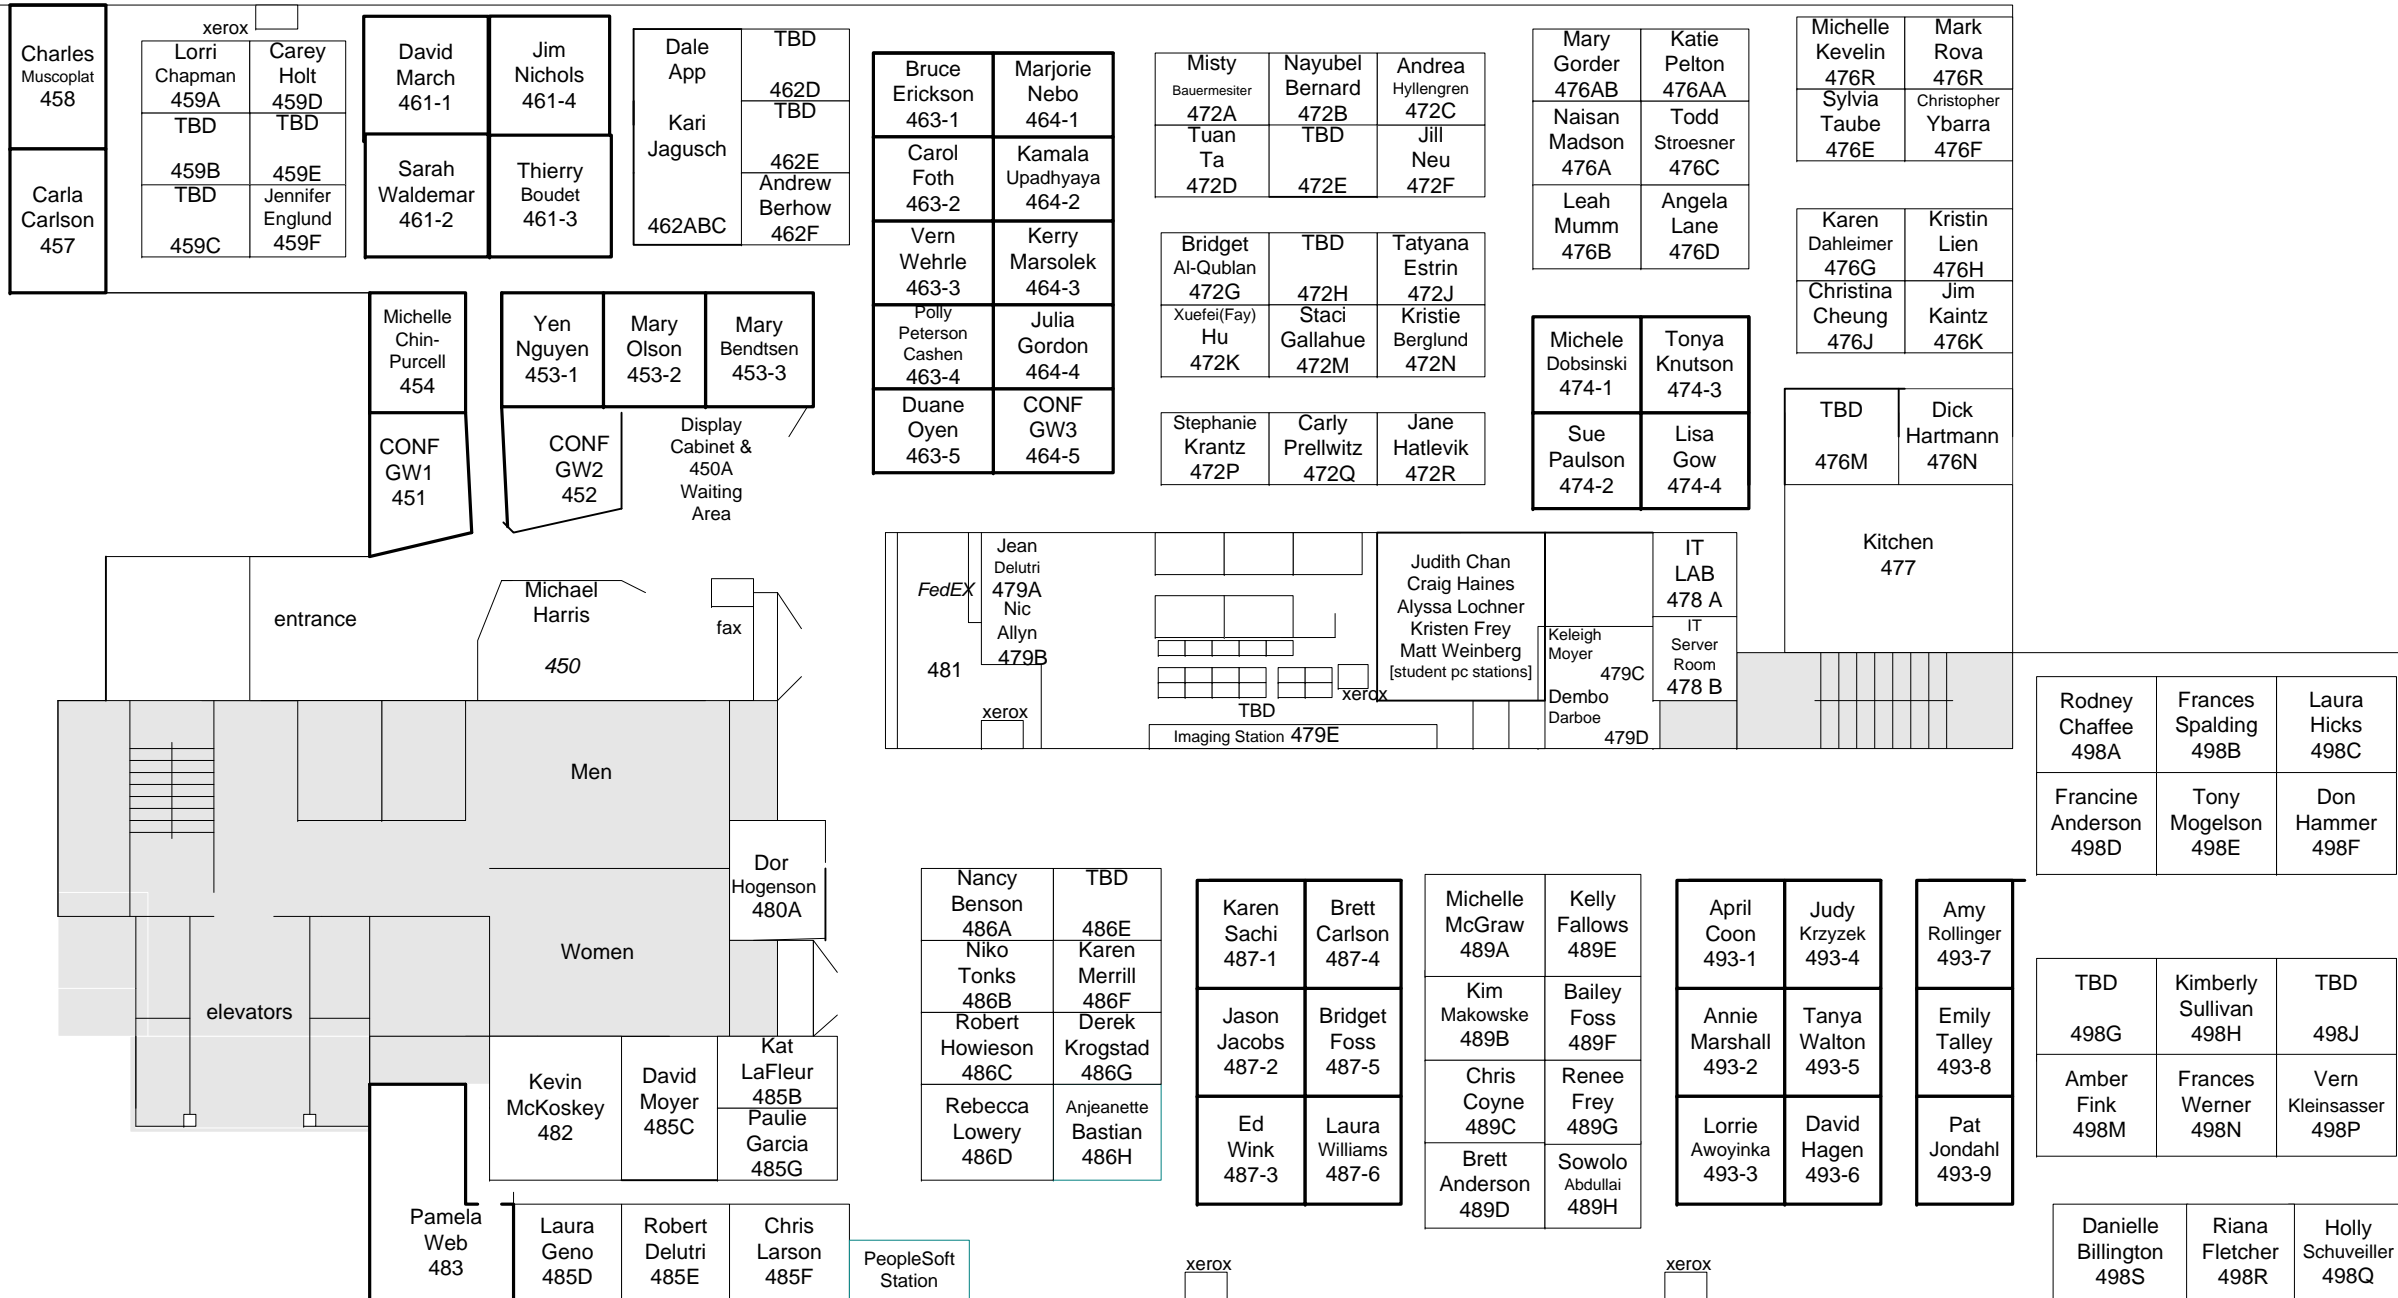 xerox
Charles
Muscoplat
458
Carla
Carlson
457
Lorri
Chapman
459A
Carey
Holt
459D
TBD
459B
TBD
459E
TBD
459C
Jennifer
Englund
459F
David
March
461-1
Jim
Nichols
461-4
Sarah
Waldemar
461-2
Thierry
Boudet
461-3
Dale
App
Kari
Jagusch
462ABC
TBD
462D
TBD
462E
Andrew
Berhow
462F
Bruce
Erickson
463-1
Marjorie
Nebo
464-1
Carol
Foth
463-2
Kamala
Upadhyaya
464-2
Vern
Wehrle
463-3
Kerry
Marsolek
464-3
Polly
Peterson
Cashen
463-4
Julia
Gordon
464-4
Duane
Oyen
463-5
CONF
GW3
464-5
Misty
Bauermesiter
472A
Nayubel
Bernard
472B
Andrea
Hyllengren
472C
Tuan
Ta
472D
TBD
472E
Jill
Neu
472F
Bridget
Al-Qublan
472G
TBD
472H
Tatyana
Estrin
472J
Xuefei(Fay)
Hu
472K
Staci
Gallahue
472M
Kristie
Berglund
472N
Stephanie
Krantz
472P
Carly
Prellwitz
472Q
Jane
Hatlevik
472R
Mary
Gorder
476AB
Katie
Pelton
476AA
Naisan
Madson
476A
Todd
Stroesner
476C
Leah
Mumm
476B
Angela
Lane
476D
Michele
Dobsinski
474-1
Tonya
Knutson
474-3
Sue
Paulson
474-2
Lisa
Gow
474-4
Michelle
Kevelin
476R
Mark
Rova
476R
Sylvia
Taube
476E
Christopher
Ybarra
476F
Karen
Dahleimer
476G
Kristin
Lien
476H
Christina
Cheung
476J
Jim
Kaintz
476K
TBD
476M
Dick
Hartmann
476N
Kitchen
477
Michelle
Chin-
Purcell
454
CONF
GW1
451
Yen
Nguyen
453-1
Mary
Olson
453-2
Mary
Bendtsen
453-3
CONF
GW2
452
Display
Cabinet &
450A
Waiting
Area
entrance
Michael
Harris
450
fax
FedEX
481
Jean
Delutri
479A
Nic
Allyn
479B
xerox
xerox
TBD
Imaging Station 479E
Judith Chan
Craig Haines
Alyssa Lochner
Kristen Frey
Matt Weinberg
[student pc stations]
Keleigh
Moyer
479C
Dembo
Darboe
479D
IT
LAB
478 A
IT
Server
Room
478 B
Men
Women
elevators
Dor
Hogenson
480A
Kevin
McKoskey
482
David
Moyer
485C
Kat
LaFleur
485B
Paulie
Garcia
485G
Pamela
Web
483
Laura
Geno
485D
Robert
Delutri
485E
Chris
Larson
485F
PeopleSoft
Station
Nancy
Benson
486A
TBD
486E
Niko
Tonks
486B
Karen
Merrill
486F
Robert
Howieson
486C
Derek
Krogstad
486G
Rebecca
Lowery
486D
Anjeanette
Bastian
486H
Karen
Sachi
487-1
Brett
Carlson
487-4
Jason
Jacobs
487-2
Bridget
Foss
487-5
Ed
Wink
487-3
Laura
Williams
487-6
xerox
Michelle
McGraw
489A
Kelly
Fallows
489E
Kim
Makowske
489B
Bailey
Foss
489F
Chris
Coyne
489C
Renee
Frey
489G
Brett
Anderson
489D
Sowolo
Abdullai
489H
April
Coon
493-1
Judy
Krzyzek
493-4
Annie
Marshall
493-2
Tanya
Walton
493-5
Lorrie
Awoyinka
493-3
David
Hagen
493-6
xerox
Amy
Rollinger
493-7
Emily
Talley
493-8
Pat
Jondahl
493-9
Rodney
Chaffee
498A
Frances
Spalding
498B
Laura
Hicks
498C
Francine
Anderson
498D
Tony
Mogelson
498E
Don
Hammer
498F
TBD
498G
Kimberly
Sullivan
498H
TBD
498J
Amber
Fink
498M
Frances
Werner
498N
Vern
Kleinsasser
498P
Danielle
Billington
498S
Riana
Fletcher
498R
Holly
Schuveiller
498Q